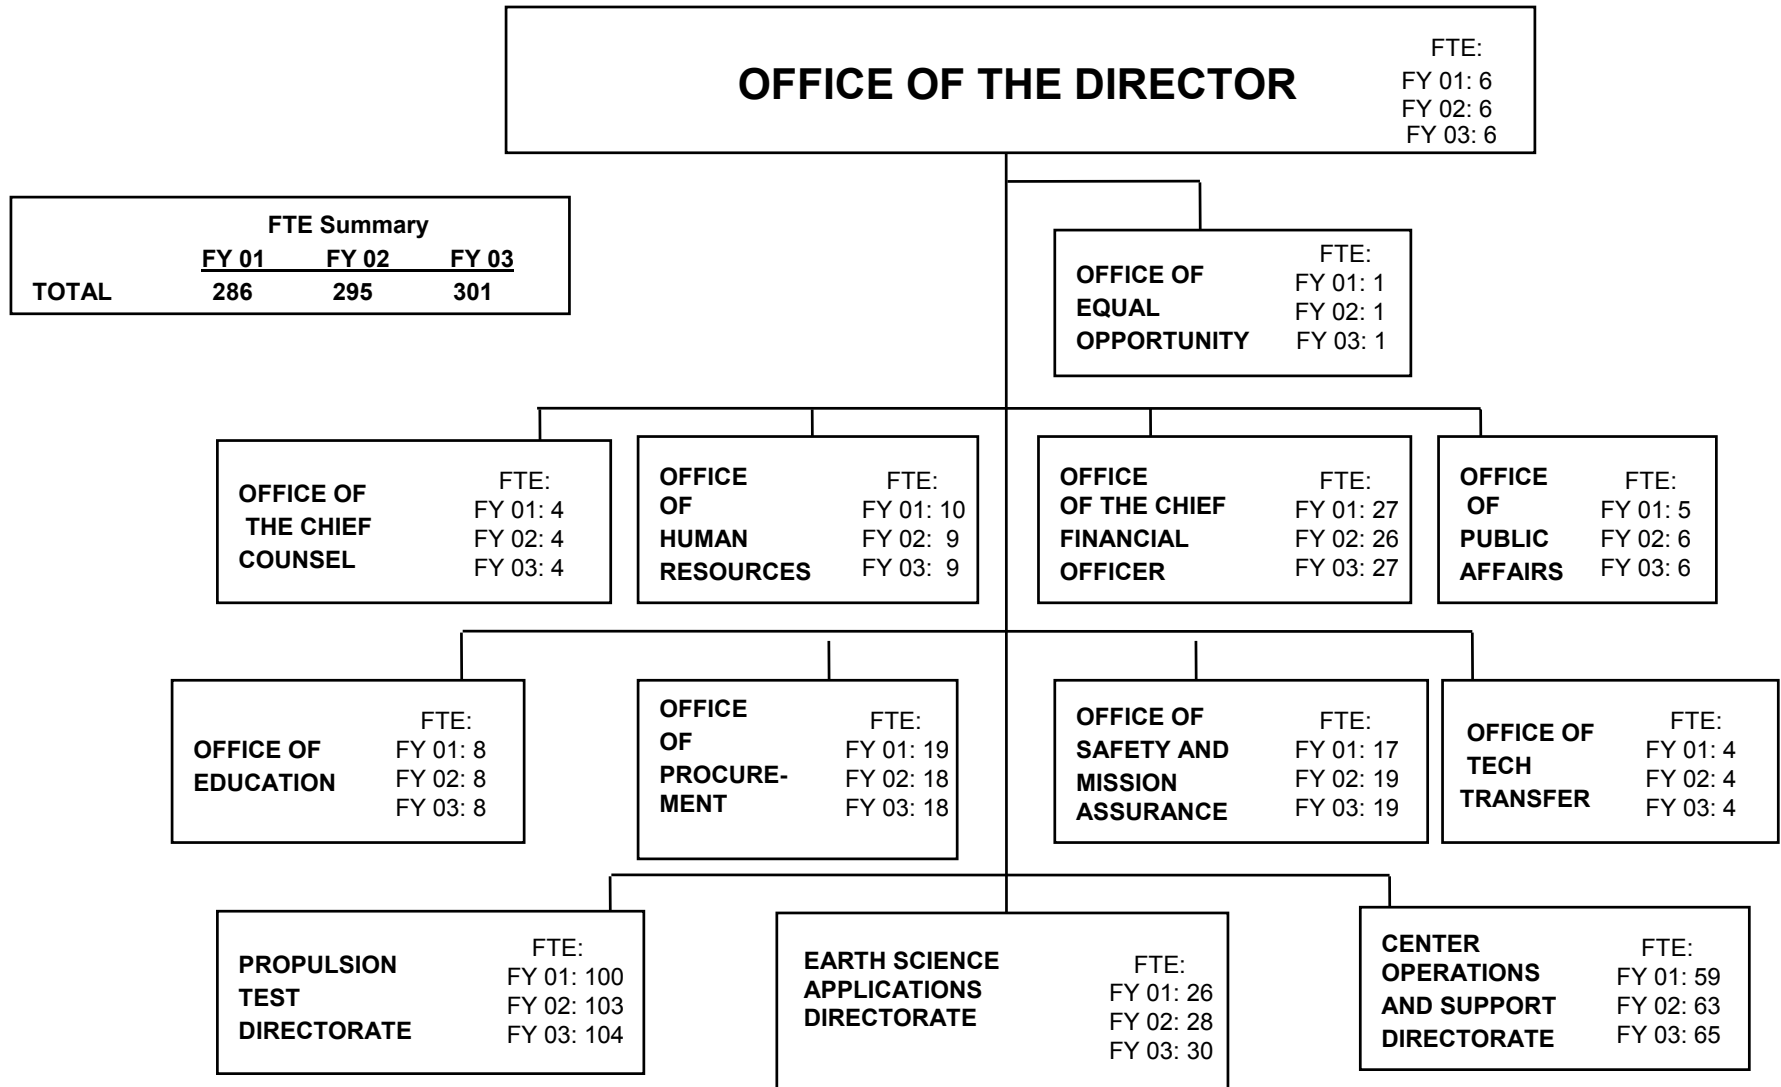 OFFICE OF THE DIRECTOR
FTE:
FY 01: 6
FY 02: 6
FY 03: 6
FTE Summary
FY 01 FY 02 FY 03
TOTAL 286 295 301
OFFICE OF
EQUAL
OPPORTUNITY
FTE:
FY 01: 1
FY 02: 1
FY 03: 1
OFFICE OF
THE CHIEF
COUNSEL
FTE:
FY 01: 4
FY 02: 4
FY 03: 4
OFFICE
OF
HUMAN
RESOURCES
FTE:
FY 01: 10
FY 02: 9
FY 03: 9
OFFICE
OF THE CHIEF
FINANCIAL
OFFICER
FTE:
FY 01: 27
FY 02: 26
FY 03: 27
OFFICE
OF
PUBLIC
AFFAIRS
FTE:
FY 01: 5
FY 02: 6
FY 03: 6
OFFICE OF
EDUCATION
FTE:
FY 01: 8
FY 02: 8
FY 03: 8
OFFICE
OF
PROCURE-
MENT
FTE:
FY 01: 19
FY 02: 18
FY 03: 18
OFFICE OF
SAFETY AND
MISSION
ASSURANCE
FTE:
FY 01: 17
FY 02: 19
FY 03: 19
OFFICE OF
TECH
TRANSFER
FTE:
FY 01: 4
FY 02: 4
FY 03: 4
PROPULSION
TEST
DIRECTORATE
FTE:
FY 01: 100
FY 02: 103
FY 03: 104
EARTH SCIENCE
APPLICATIONS
DIRECTORATE
FTE:
FY 01: 26
FY 02: 28
FY 03: 30
CENTER
OPERATIONS
AND SUPPORT
DIRECTORATE
FTE:
FY 01: 59
FY 02: 63
FY 03: 65